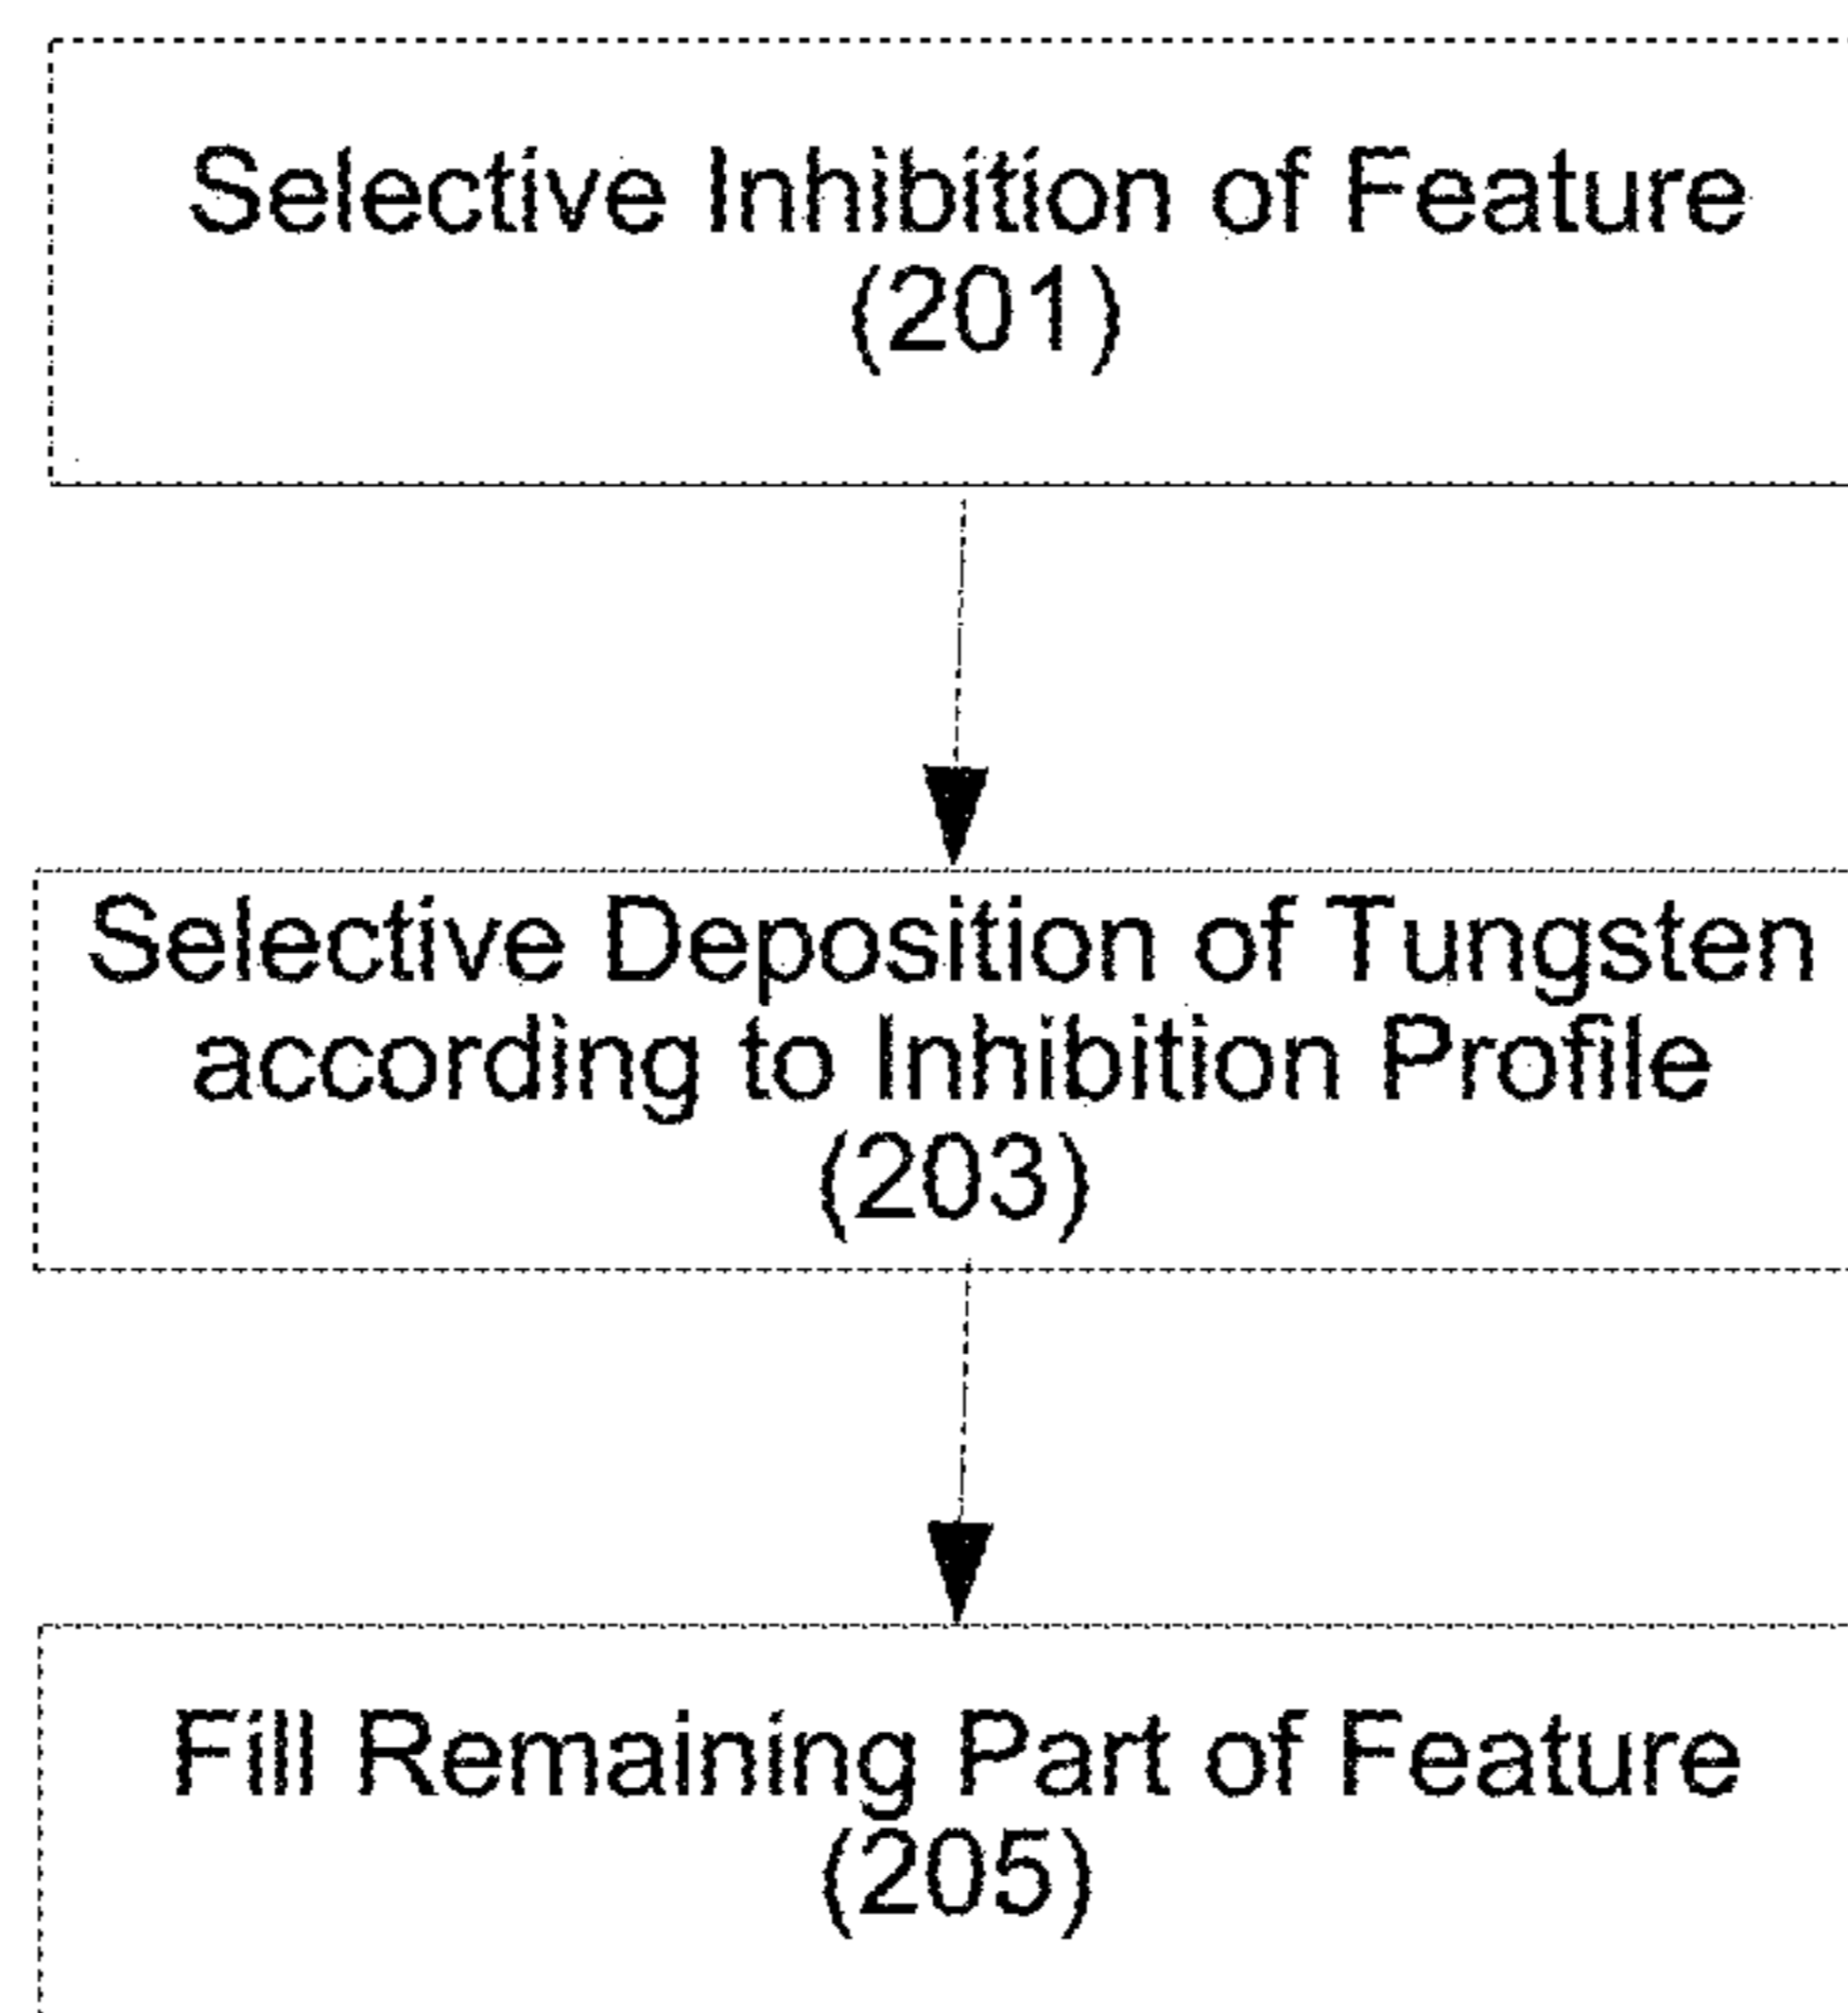 Selective Inhibition of Feature
(201)
Selective Deposition of Tungsten
according to Inhibition Profile
(203)
Fill Remaining Part of Feature
(205)